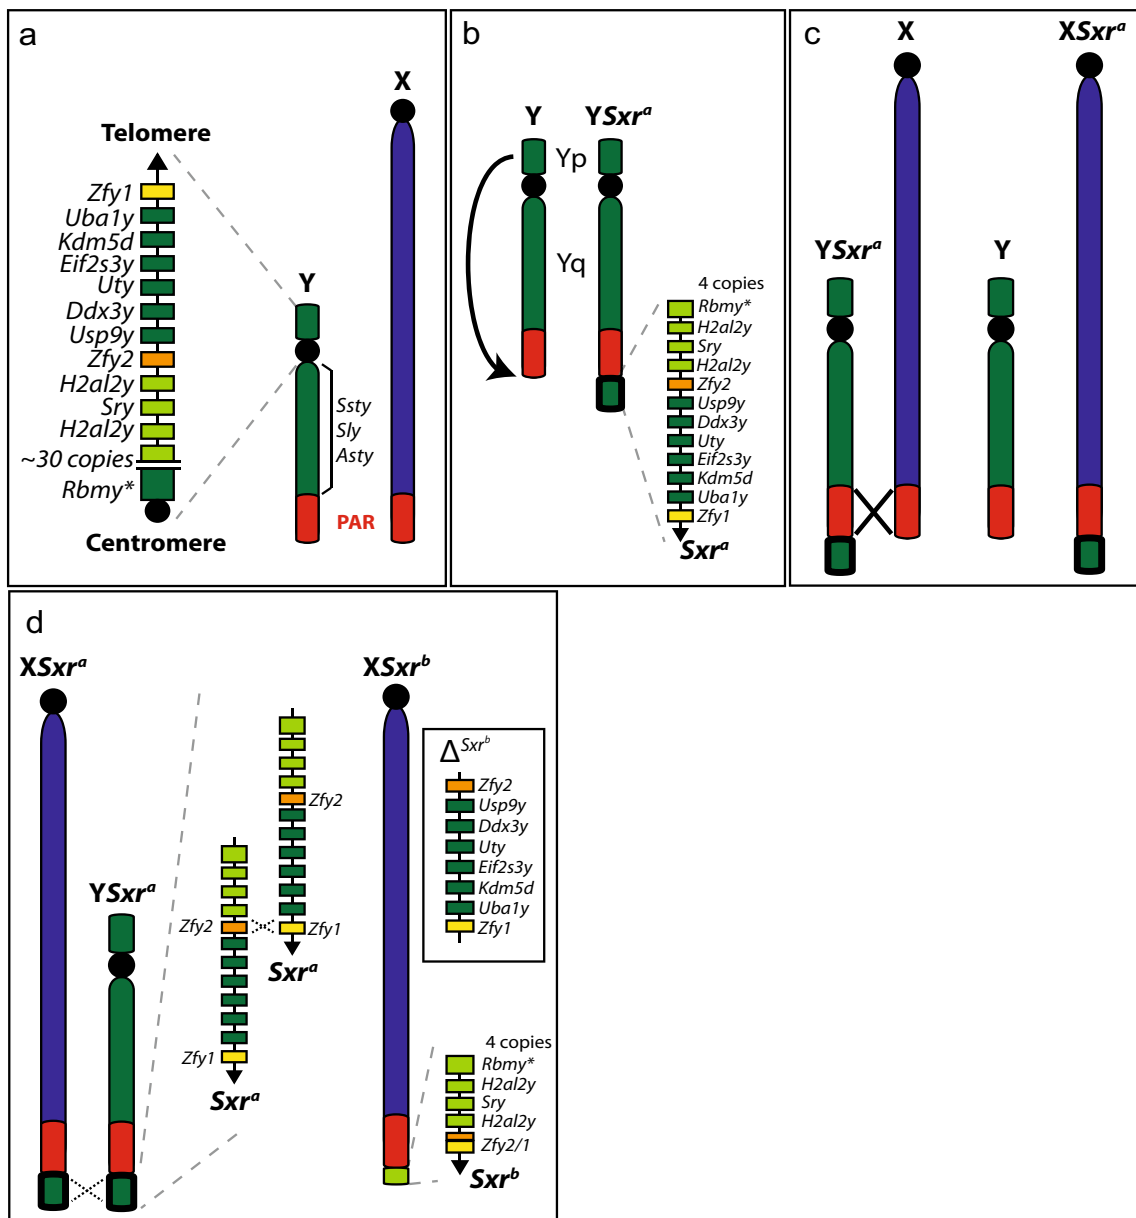 a
X
Telomere
Zfy1
Uba1y
Kdm5d
Eif2s3y
Uty
Ddx3y
Usp9y
Zfy2
H2al2y
Sry
H2al2y
~30 copies
Rbmy*
Centromere
Y
Ssty
Sly
Asty
PAR
b
Y
YSxrᵃ
Yp
Yq
4 copies
Rbmy*
H2al2y
Sry
H2al2y
Zfy2
Usp9y
Ddx3y
Uty
Eif2s3y
Kdm5d
Uba1y
Zfy1
Sxrᵃ
c
X
XSxrᵃ
YSxrᵃ
Y
d
XSxrᵃ
YSxrᵃ
Zfy2
Zfy1
Sxrᵃ
Zfy2
Zfy1
Sxrᵃ
XSxrᵇ
Δ Sxrᵇ
Zfy2
Usp9y
Ddx3y
Uty
Eif2s3y
Kdm5d
Uba1y
Zfy1
4 copies
Rbmy*
H2al2y
Sry
H2al2y
Zfy2/1
Sxrᵇ